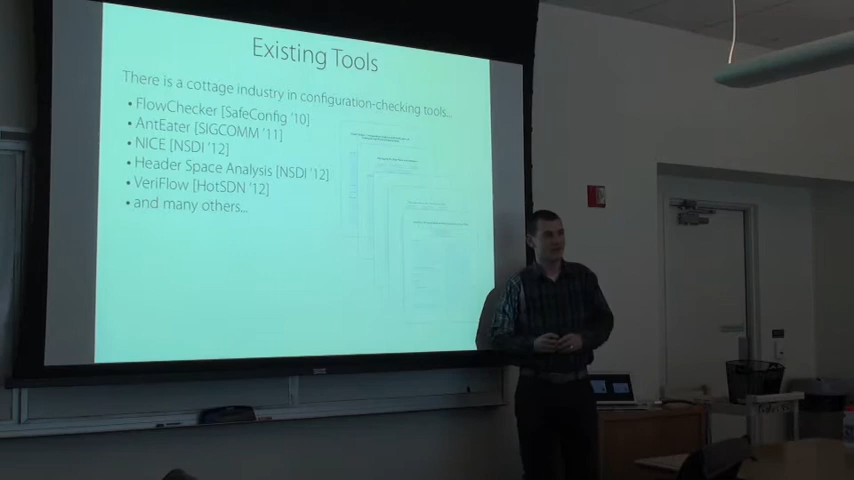 Existing Tools
There is a cottage industry in configuration-checking tools...
• FlowChecker [SafeConfig '10]
• AntEater [SIGCOMM '11]
• NICE [NSDI '12]
• Header Space Analysis [NSDI '12]
• VeriFlow [HotSDN '12]
• and many others...